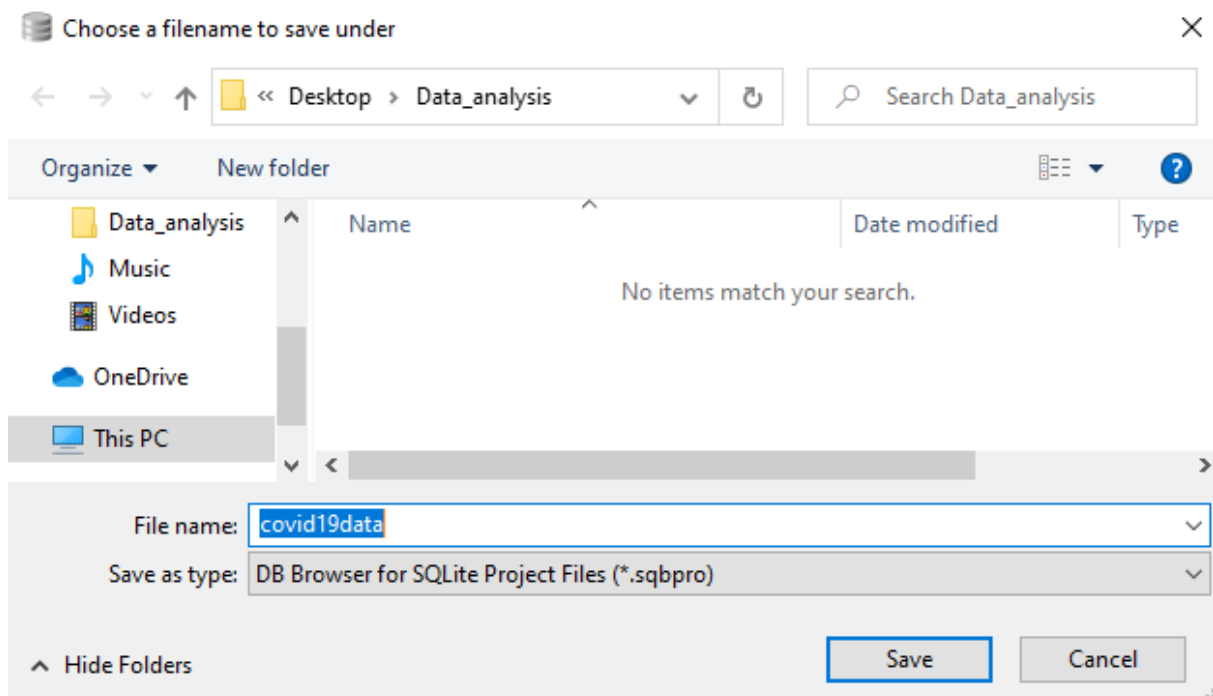 Choose a filename to save under
« Desktop > Data_analysis
Search Data_analysis
Organize
New folder
?
Data_analysis
Music
Videos
OneDrive
This PC
Name
Date modified
Type
No items match your search.
File name: covid19data
Save as type: DB Browser for SQLite Project Files (*.sqbpro)
Hide Folders
Save
Cancel